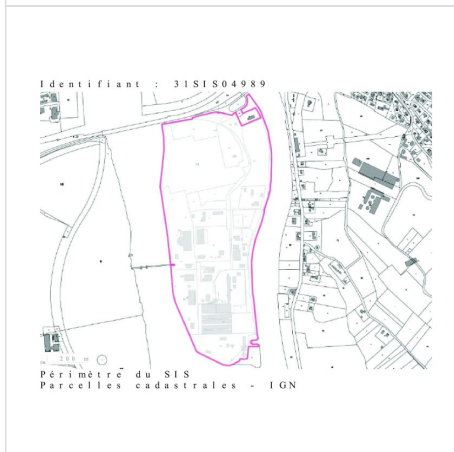 Identifiant : 31SIS04989
200 m
Périmètre du SIS
Parcelles cadastrales - IGN